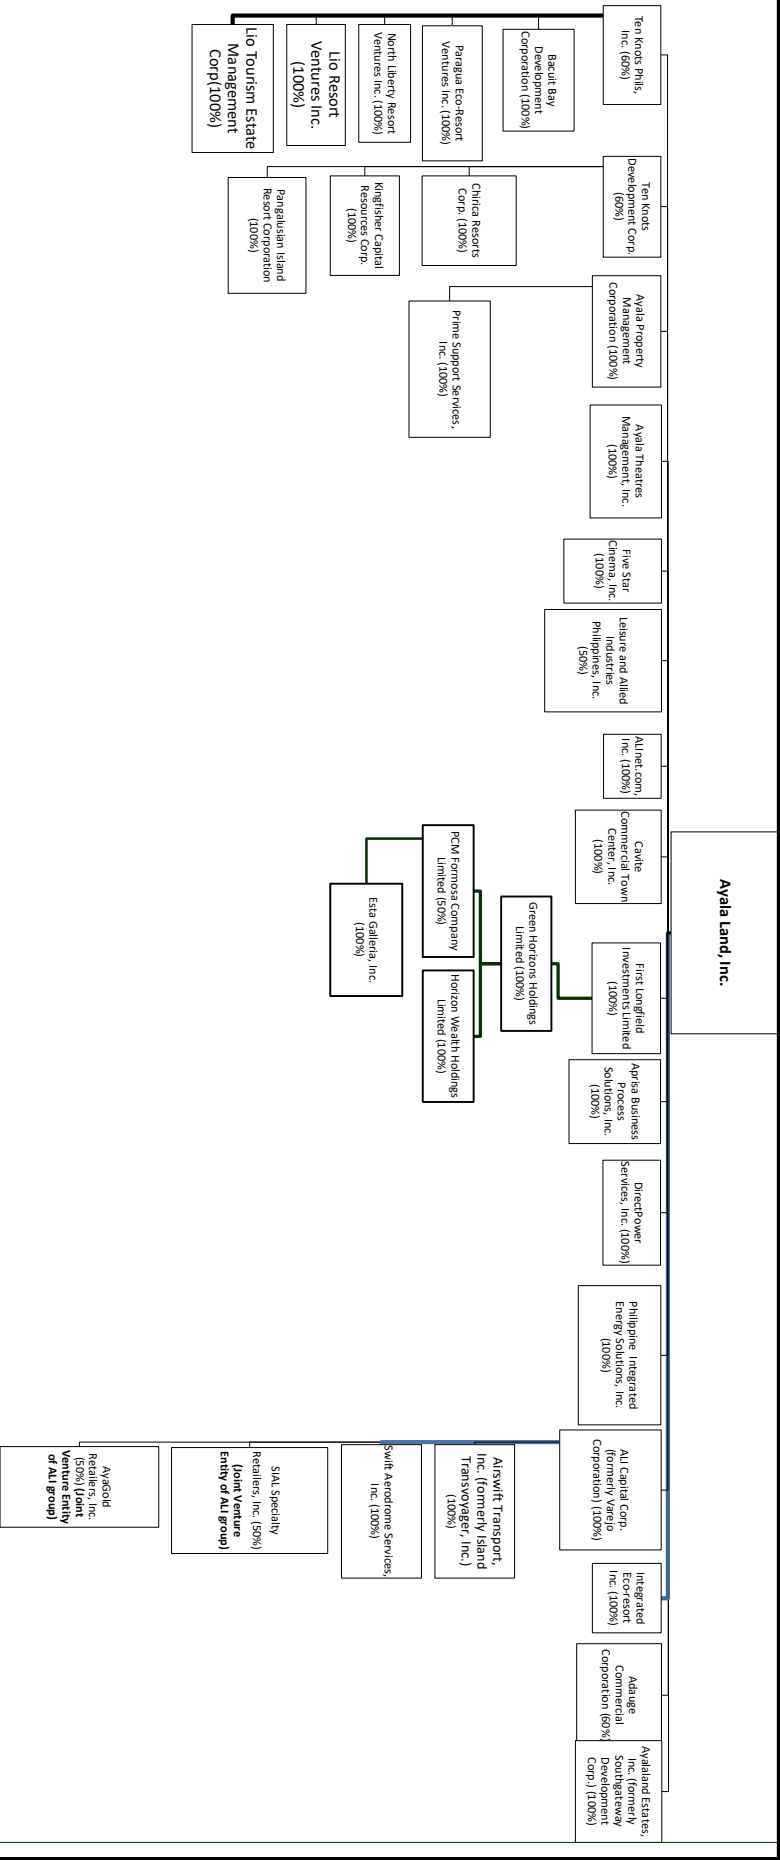 Ayala Land, Inc.
Ten Knots Phils,
Inc. (60%)
Bacuit Bay
Development
Corporation (100%)
Paragua Eco-Resort
Ventures Inc. (100%)
North Liberty Resort
Ventures Inc. (100%)
Lio Resort
Ventures Inc.
(100%)
Lio Tourism Estate
Management
Corp(100%)
Ten Knots
Development Corp.
(60%)
Chirica Resorts
Corp. (100%)
Kingfisher Capital
Resources Corp.
(100%)
Pangalusian Island
Resort Corporation
(100%)
Ayala Property
Management
Corporation (100%)
Prime Support Services,
Inc. (100%)
Ayala Theatres
Management, Inc.
(100%)
Five Star
Cinema, Inc.
(100%)
Leisure and Allied
Industries
Philippines, Inc.
(50%)
ALInet.com,
Inc. (100%)
Cavite
Commercial Town
Center, Inc.
(100%)
First Longfield
Investments Limited
(100%)
Green Horizons Holdings
Limited (100%)
PCM Formosa Company
Limited (50%)
Esta Galleria, Inc.
(100%)
Horizon Wealth Holdings
Limited (100%)
Aprisa Business
Process
Solutions, Inc.
(100%)
DirectPower
Services, Inc. (100%)
Philippine Integrated
Energy Solutions, Inc.
(100%)
ALI Capital Corp.
(formerly Varejo
Corporation) (100%)
Airswift Transport,
Inc. (formerly Island
Transvoyager, Inc.)
(100%)
Swift Aerodrome Services,
Inc. (100%)
SIAL Specialty
Retailers, Inc. (50%)
(Joint Venture
Entity of ALI group)
AyaGold
Retailers, Inc.
(50%) (Joint
Venture Entity
of ALI group)
Integrated
Eco-resort
Inc. (100%)
Adauge
Commercial
Corporation (60%)
Ayalaland Estates,
Inc. (formerly
Southgateway
Development
Corp.) (100%)